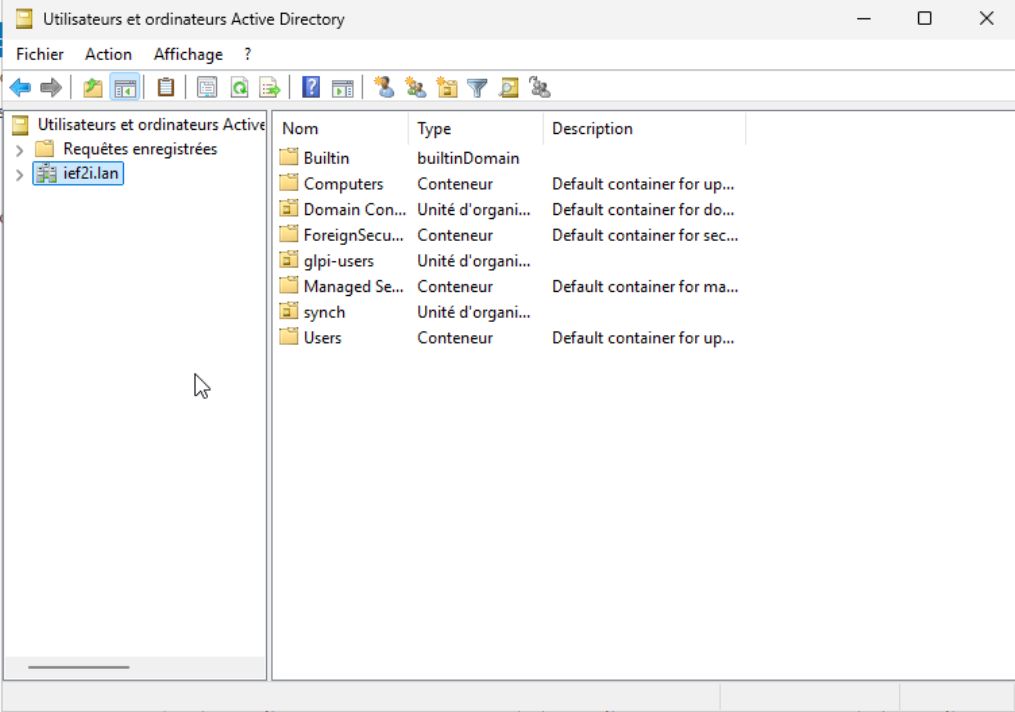 Utilisateurs et ordinateurs Active Directory
Fichier Action Affichage ?
Utilisateurs et ordinateurs Active
Requêtes enregistrées
ief2i.lan
Nom Type Description
Builtin builtinDomain
Computers Conteneur Default container for up...
Domain Con... Unité d'organi... Default container for do...
ForeignSecu... Conteneur Default container for sec...
glpi-users Unité d'organi...
Managed Se... Conteneur Default container for ma...
synch Unité d'organi...
Users Conteneur Default container for up...